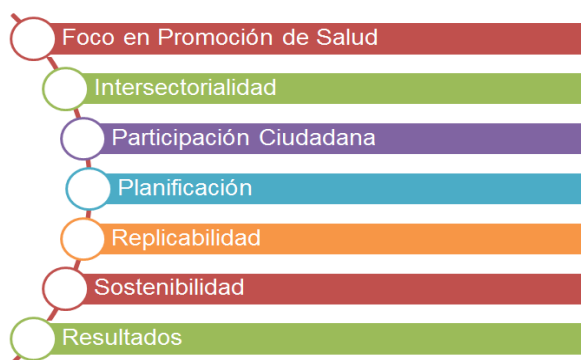 Foco en Promoción de Salud
Intersectorialidad
Participación Ciudadana
Planificación
Replicabilidad
Sostenibilidad
Resultados